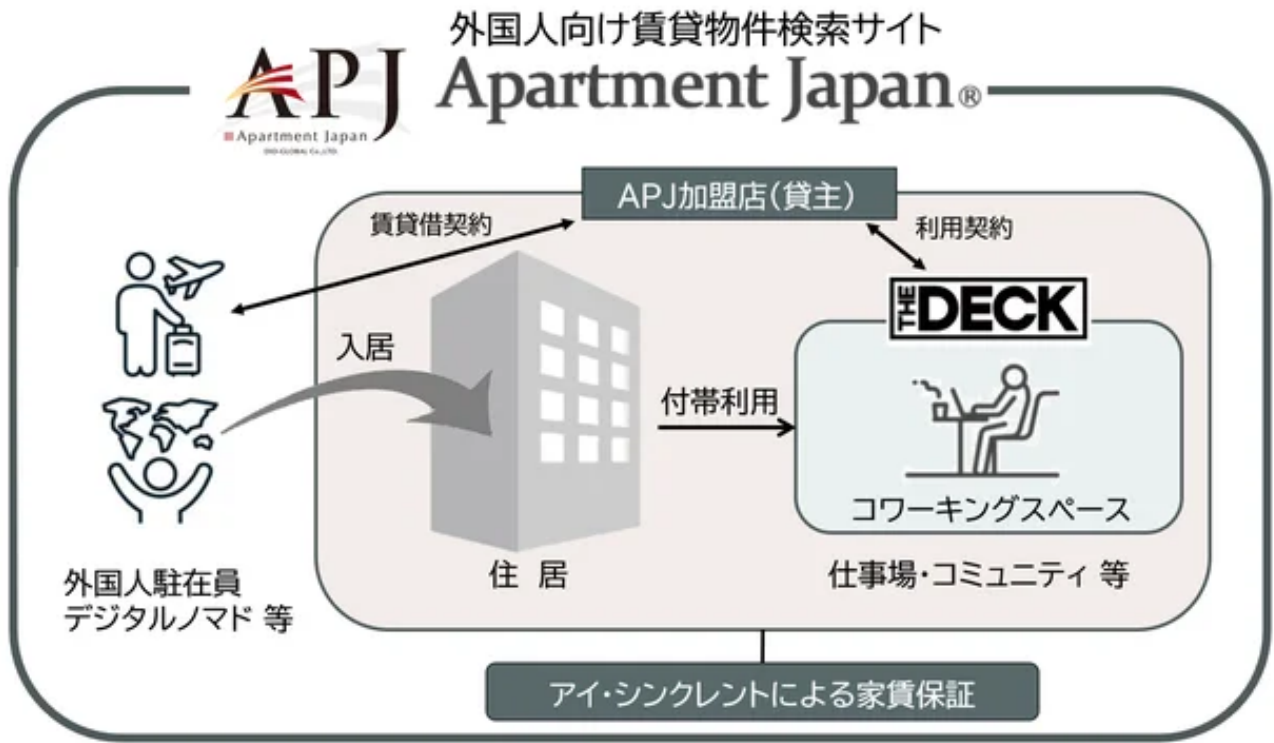 外国人向け賃貸物件検索サイト
APJ
Apartment Japan®
Apartment Japan
APJ加盟店(貸主)
賃貸借契約
利用契約
THE DECK
入居
付帯利用
コワーキングスペース
住 居
仕事場・コミュニティ 等
外国人駐在員
デジタルノマド 等
アイ・シンクレントによる家賃保証